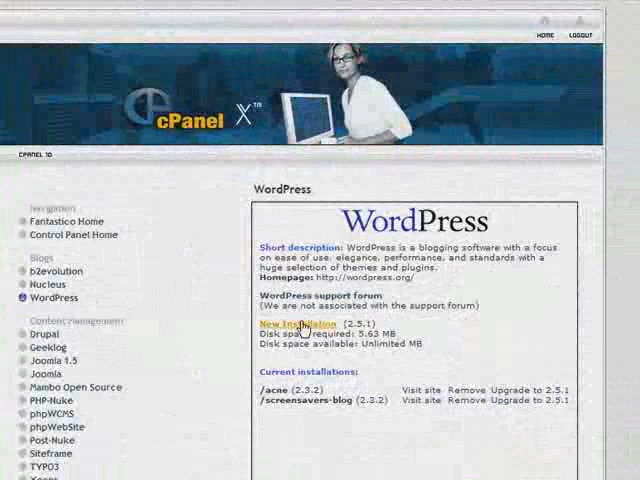 HOME LOGOUT
cPanel X™
CPANEL 10
WordPress
Navigation
Fantastico Home
Control Panel Home
Blogs
b2evolution
Nucleus
WordPress
Content management
Drupal
Geeklog
Joomla 1.5
Joomla
Mambo Open Source
PHP-Nuke
phpWCMS
phpWebSite
Post-Nuke
Siteframe
TYPO3
Xoops
WordPress
Short description: WordPress is a blogging software with a focus
on ease of use, elegance, performance, and standards with a
huge selection of themes and plugins.
Homepage: http://wordpress.org/
WordPress support forum
(We are not associated with the support forum)
New Installation (2.5.1)
Disk space required: 5.63 MB
Disk space available: Unlimited MB
Current installations:
/acne (2.3.2) Visit site Remove Upgrade to 2.5.1
/screensavers-blog (2.3.2) Visit site Remove Upgrade to 2.5.1